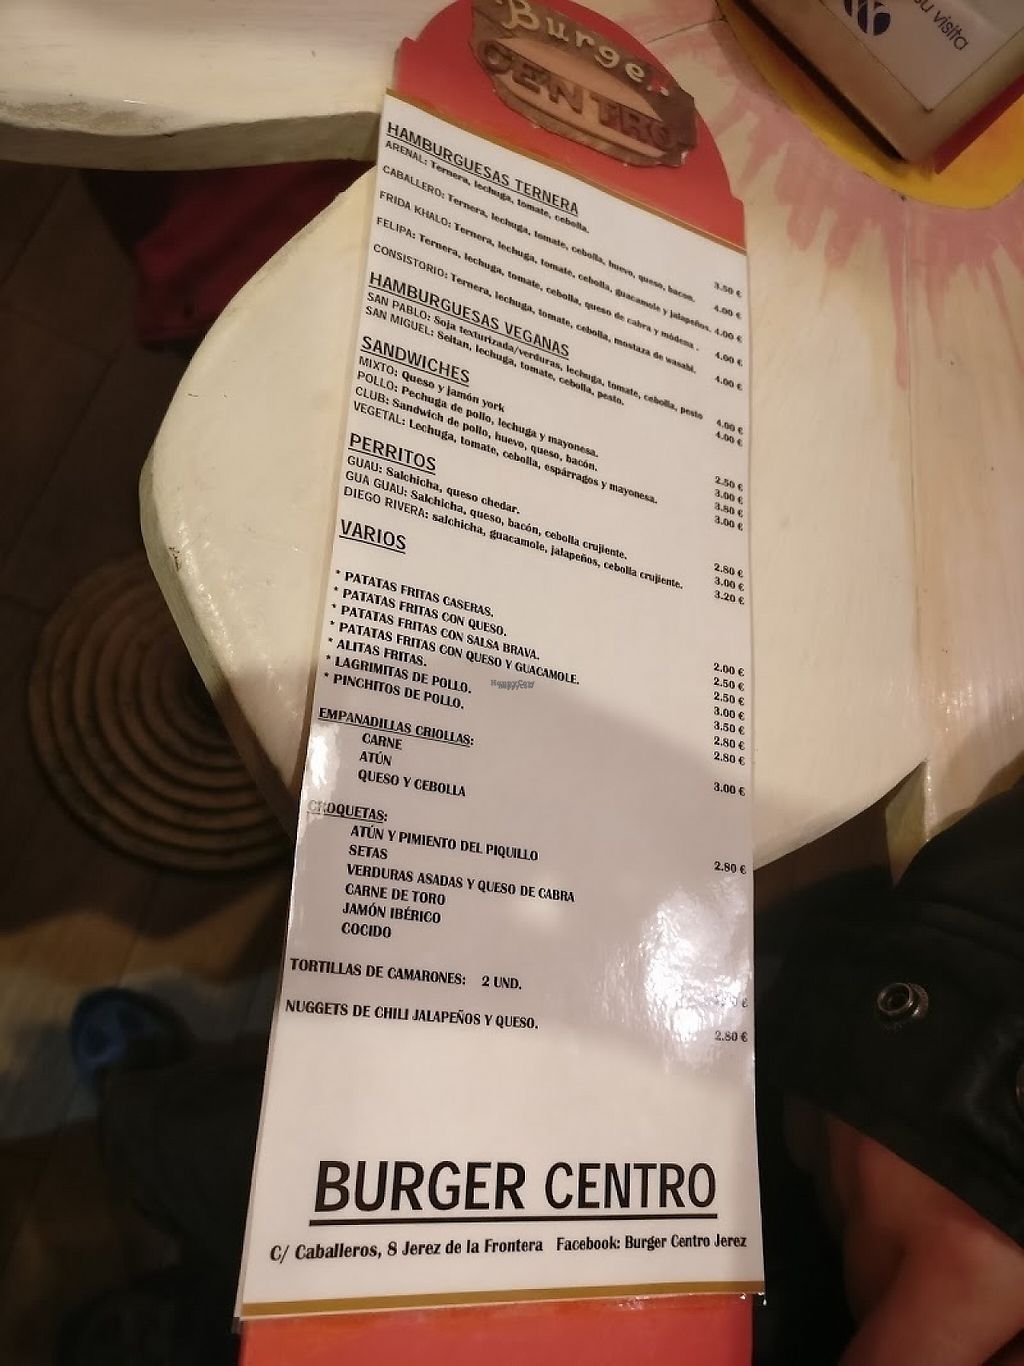 su visita
Burger
CENTRO
HAMBURGUESAS TERNERA
ARENAL: Ternera, lechuga, tomate, cebolla. 3.50 €
CABALLERO: Ternera, lechuga, tomate, cebolla, huevo, queso, bacon. 4.00 €
FRIDA KHALO: Ternera, lechuga, tomate, cebolla, guacamole y jalapeños. 4.00 €
FELIPA: Ternera, lechuga, tomate, cebolla, queso de cabra y módena . 4.00 €
CONSISTORIO: Ternera, lechuga, tomate, cebolla, mostaza de wasabi. 4.00 €
HAMBURGUESAS VEGANAS
SAN PABLO: Soja texturizada/verduras, lechuga, tomate, cebolla, pesto 4.00 €
SAN MIGUEL: Seitan, lechuga, tomate, cebolla, pesto. 4.00 €
SANDWICHES
MIXTO: Queso y jamón york 2.50 €
POLLO: Pechuga de pollo, lechuga y mayonesa. 3.00 €
CLUB: Sandwich de pollo, huevo, queso, bacón. 3.80 €
VEGETAL: Lechuga, tomate, cebolla, espárragos y mayonesa. 3.00 €
PERRITOS
GUAU: Salchicha, queso chedar. 2.80 €
GUA GUAU: Salchicha, queso, bacón, cebolla crujiente. 3.00 €
DIEGO RIVERA: salchicha, guacamole, jalapeños, cebolla crujiente. 3.20 €
VARIOS
* PATATAS FRITAS CASERAS. 2.00 €
* PATATAS FRITAS CON QUESO. 2.50 €
* PATATAS FRITAS CON SALSA BRAVA. 2.50 €
* PATATAS FRITAS CON QUESO Y GUACAMOLE. 3.00 €
* ALITAS FRITAS. 3.50 €
* LAGRIMITAS DE POLLO. 2.80 €
* PINCHITOS DE POLLO. 2.80 €
EMPANADILLAS CRIOLLAS: 3.00 €
CARNE
ATÚN
QUESO Y CEBOLLA
CROQUETAS: 2.80 €
ATÚN Y PIMIENTO DEL PIQUILLO
SETAS
VERDURAS ASADAS Y QUESO DE CABRA
CARNE DE TORO
JAMÓN IBÉRICO
COCIDO
TORTILLAS DE CAMARONES: 2 UND. €
NUGGETS DE CHILI JALAPEÑOS Y QUESO. 2.80 €
BURGER CENTRO
C/ Caballeros, 8 Jerez de la Frontera Facebook: Burger Centro Jerez